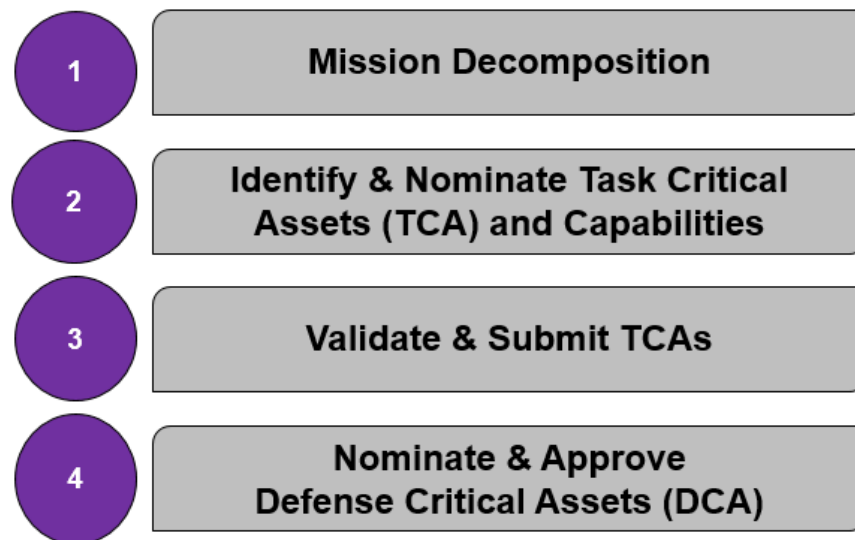 1
Mission Decomposition
2
Identify & Nominate Task Critical
Assets (TCA) and Capabilities
3
Validate & Submit TCAs
4
Nominate & Approve
Defense Critical Assets (DCA)